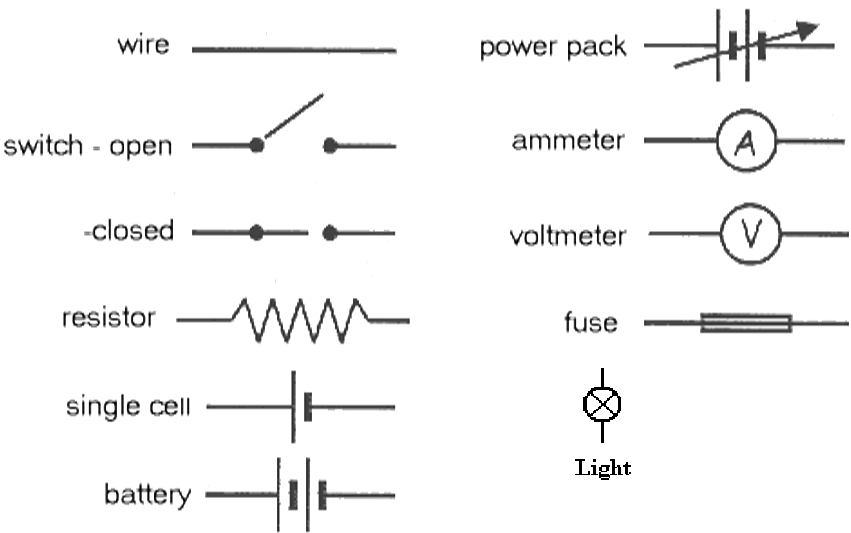 wire
switch - open
-closed
resistor
single cell
battery
power pack
ammeter
A
voltmeter
V
fuse
Light